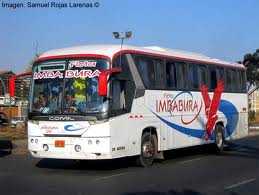 Imagen: Samuel Rojas Larenas ©
Flota
IMBABURA
COMIL
Flota
IMBABURA